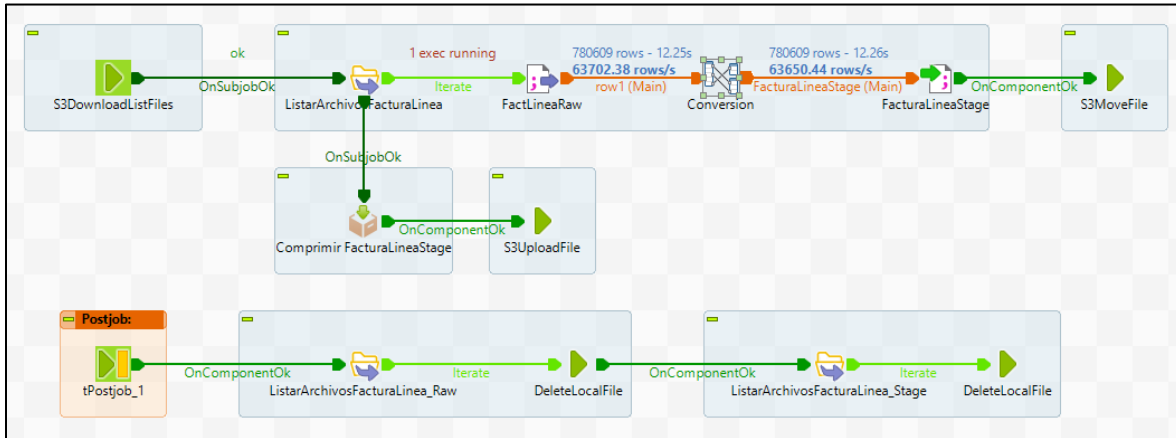 ok
1 exec running
780609 rows - 12.25s
780609 rows - 12.26s
63702.38 rows/s
63650.44 rows/s
OnSubjobOk
Iterate
row1 (Main)
FacturaLineaStage (Main)
OnComponentOk
S3DownloadListFiles
ListarArchivosFacturaLinea
FactLineaRaw
Conversion
FacturaLineaStage
S3MoveFile
OnSubjobOk
OnComponentOk
Comprimir FacturaLineaStage
S3UploadFile
Postjob:
OnComponentOk
Iterate
OnComponentOk
Iterate
tPostjob_1
ListarArchivosFacturaLinea_Raw
DeleteLocalFile
ListarArchivosFacturaLinea_Stage
DeleteLocalFile